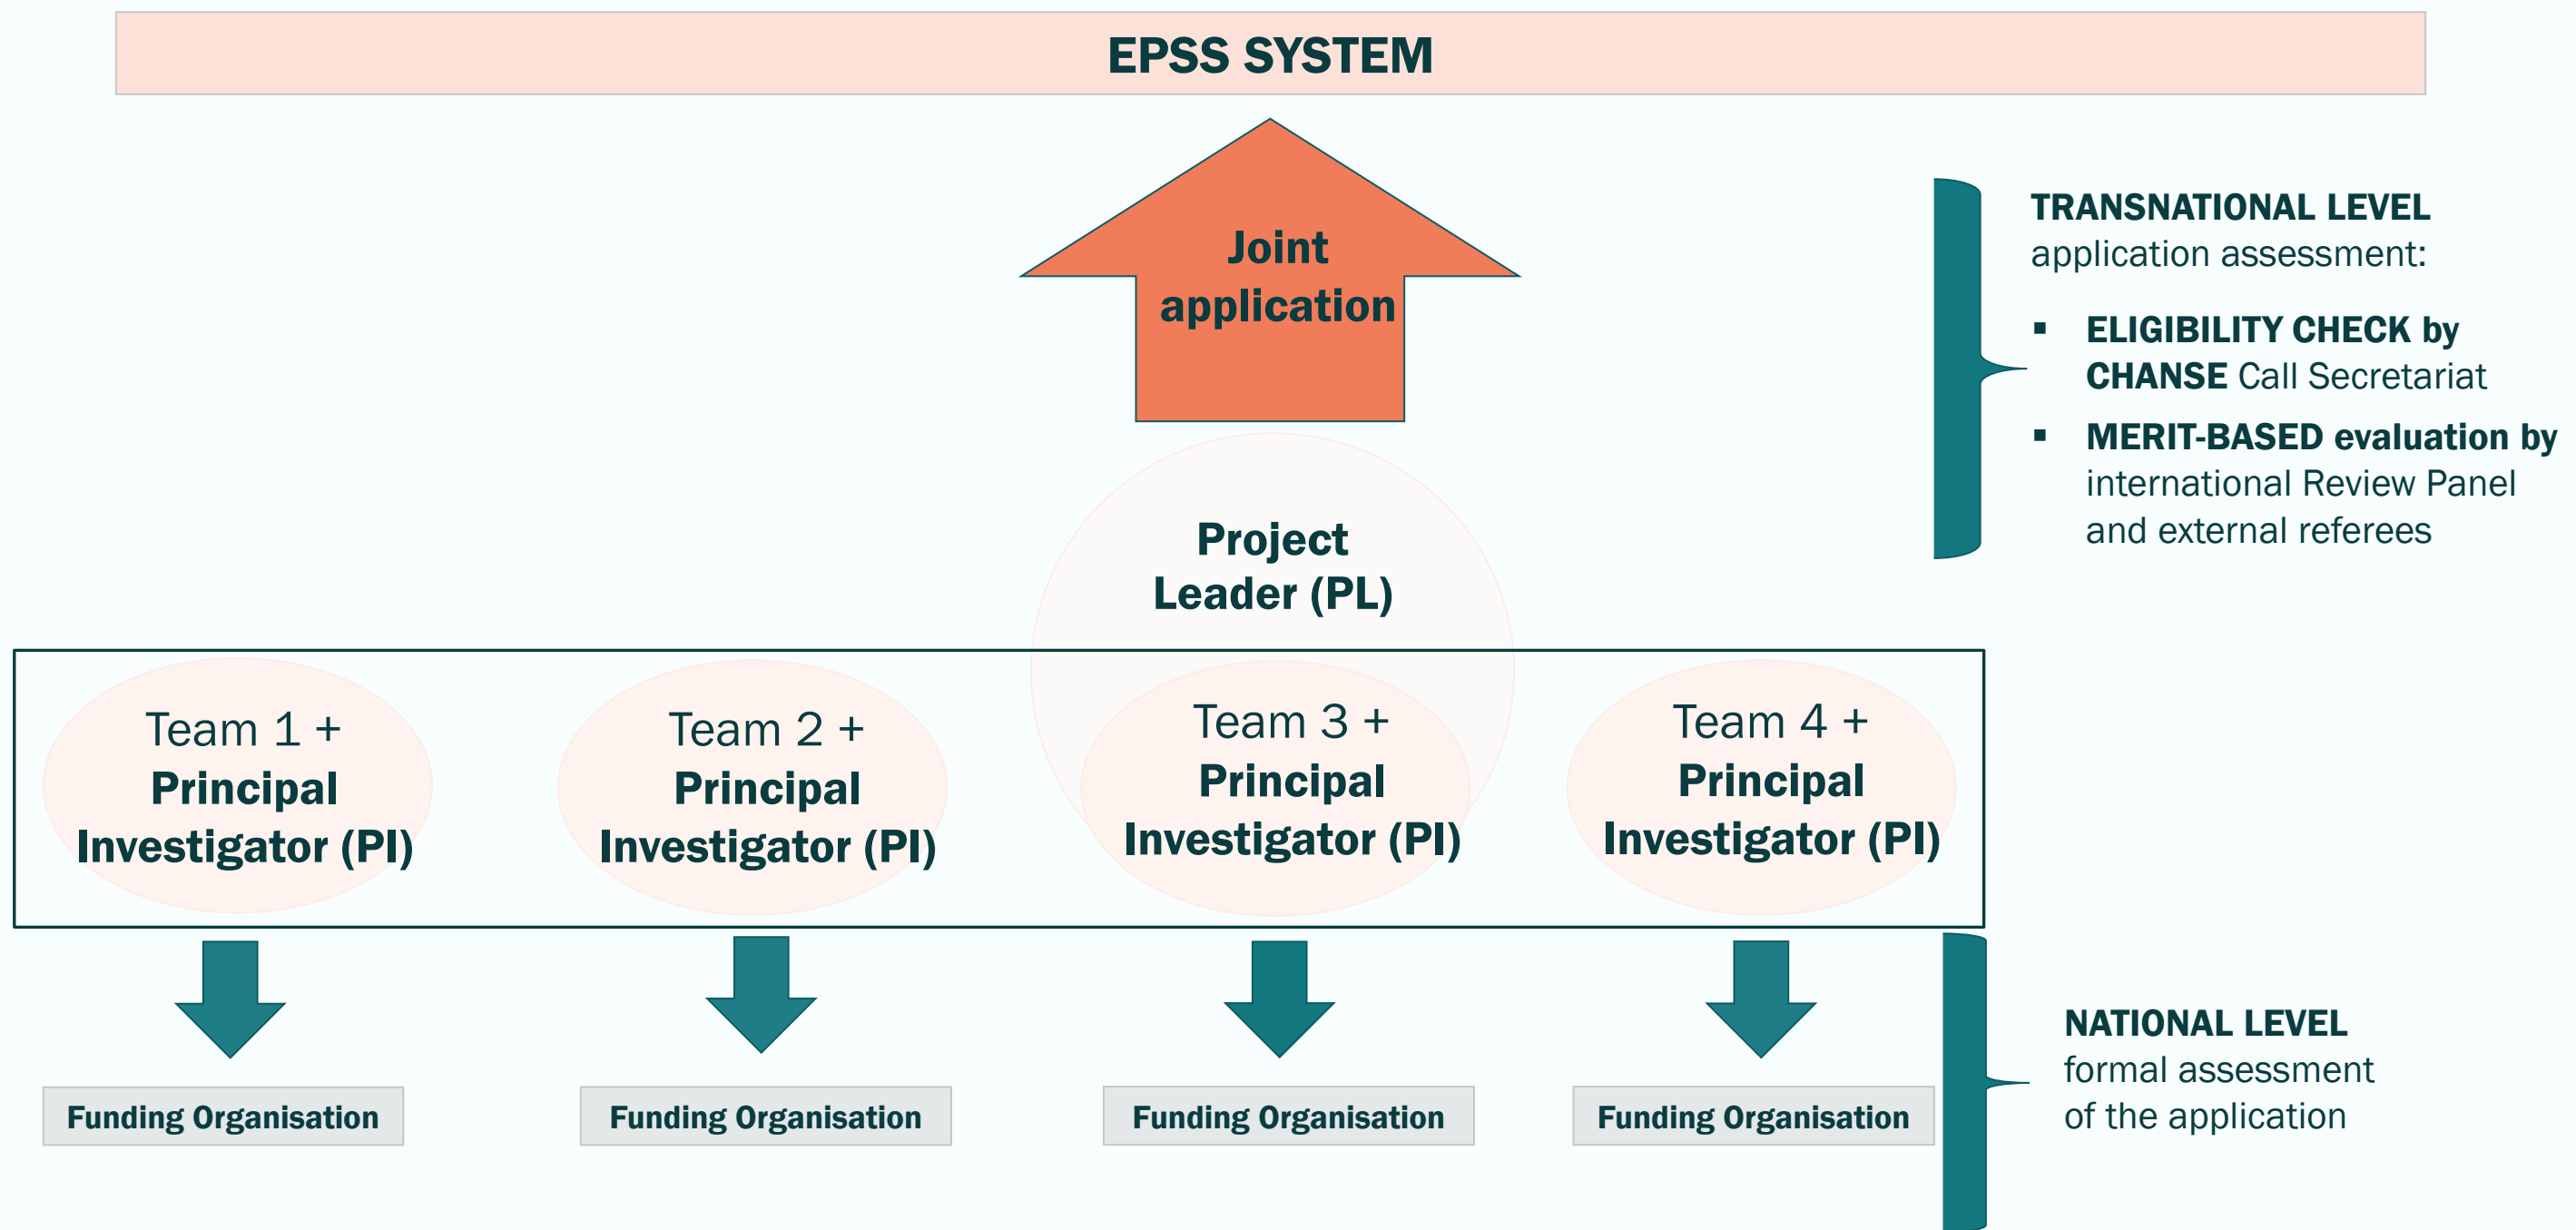 EPSS SYSTEM
Joint
application
TRANSNATIONAL LEVEL
application assessment:
▪ ELIGIBILITY CHECK by
CHANSE Call Secretariat
▪ MERIT-BASED evaluation by
international Review Panel
and external referees
Project
Leader (PL)
Team 1 +
Principal
Investigator (PI)
Team 2 +
Principal
Investigator (PI)
Team 3 +
Principal
Investigator (PI)
Team 4 +
Principal
Investigator (PI)
Funding Organisation
Funding Organisation
Funding Organisation
Funding Organisation
NATIONAL LEVEL
formal assessment
of the application